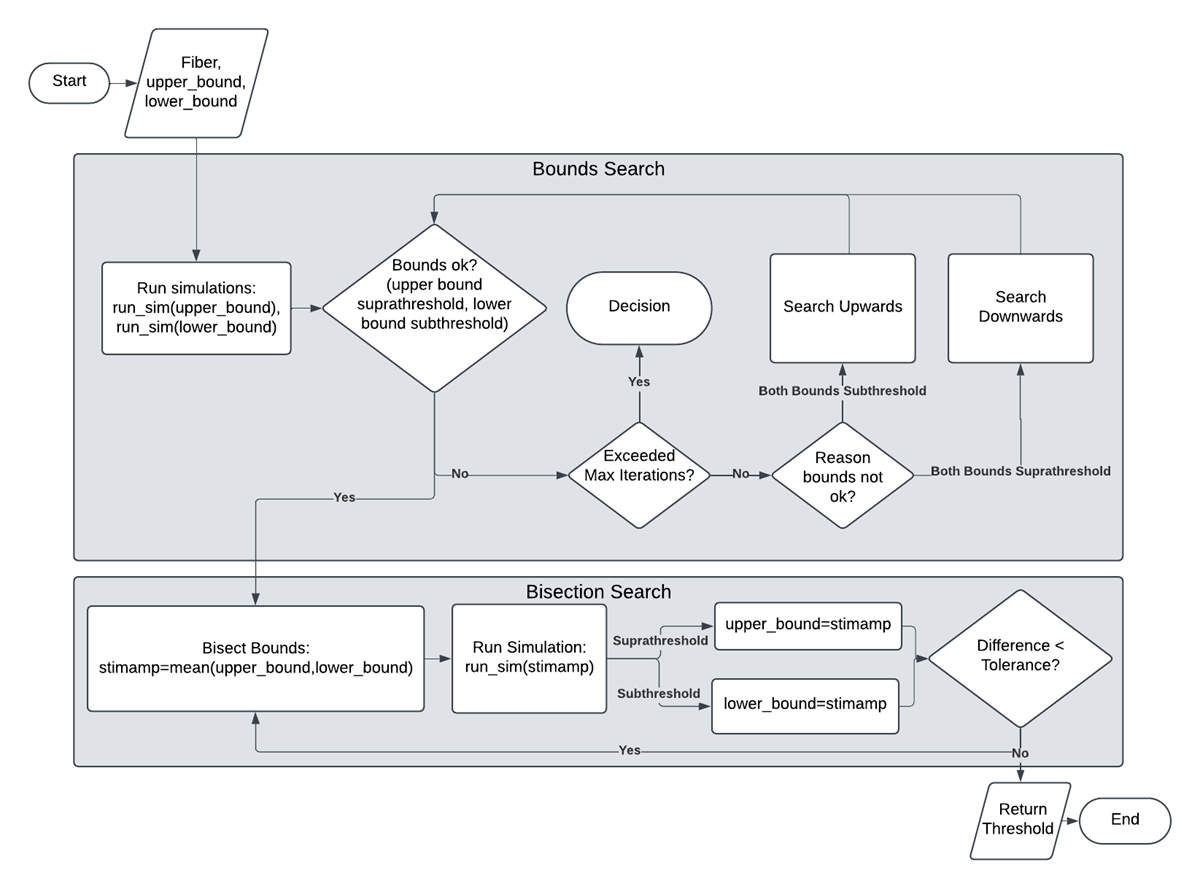 Start
Fiber,
upper_bound,
lower_bound
Bounds Search
Run simulations:
run_sim(upper_bound),
run_sim(lower_bound)
Bounds ok?
(upper bound
suprathreshold, lower
bound subthreshold)
Decision
Search Upwards
Search
Downwards
Yes
Both Bounds Subthreshold
No
Exceeded
Max Iterations?
No
Reason
bounds not
ok?
Both Bounds Suprathreshold
Yes
Bisection Search
Bisect Bounds:
stimamp=mean(upper_bound,lower_bound)
Run Simulation:
run_sim(stimamp)
Suprathreshold
upper_bound=stimamp
Subthreshold
lower_bound=stimamp
Difference <
Tolerance?
Yes
No
Return
Threshold
End